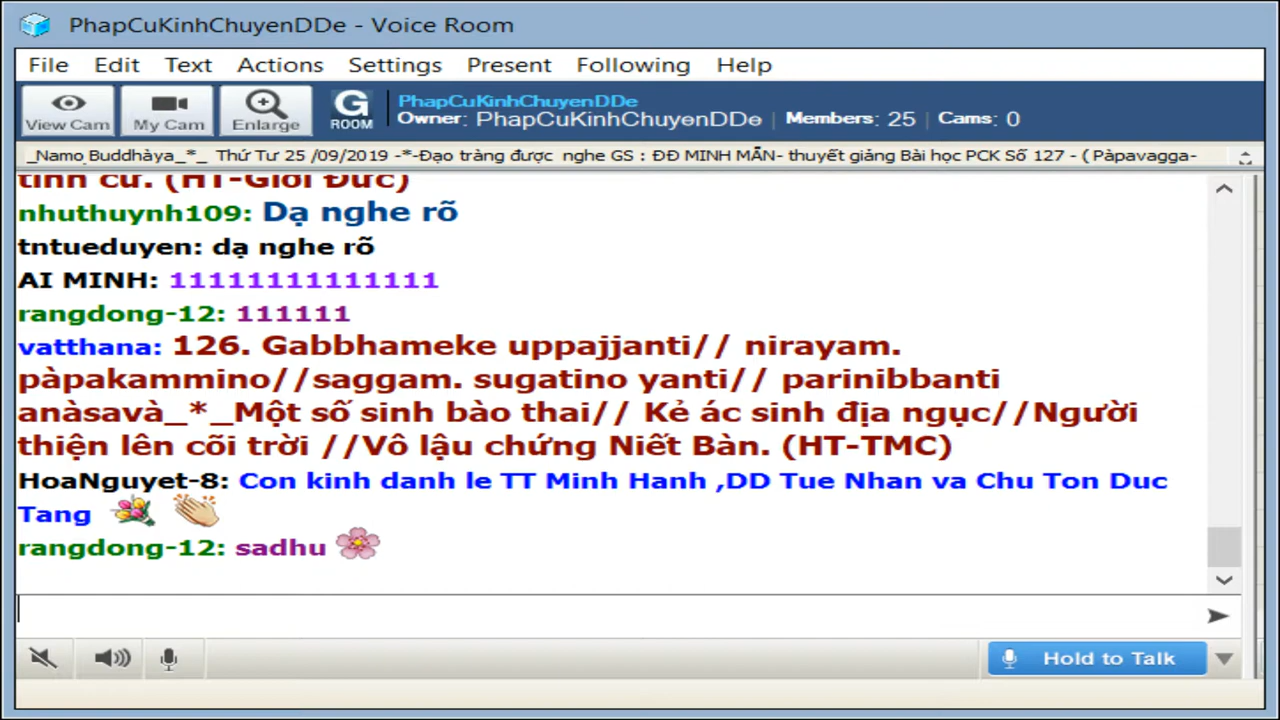 PhapCuKinhChuyenDDe - Voice Room
File Edit Text Actions Settings Present Following Help
View Cam My Cam Enlarge G ROOM
PhapCuKinhChuyenDDe
Owner: PhapCuKinhChuyenDDe | Members: 25 | Cams: 0
_Namo Buddhàya_*_ Thứ Tư 25 /09/2019 -*-Đạo tràng được nghe GS : ĐĐ MINH MẪN- thuyết giảng Bài học PCK Số 127 - ( Pàpavagga-
tinh cư. (HT-Giới Đức)
nhuthuynh109: Dạ nghe rõ
tntueduyen: dạ nghe rõ
AI MINH: 11111111111111
rangdong-12: 111111
vatthana: 126. Gabbhameke uppajjanti// nirayam.
pàpakammino//saggam. sugatino yanti// parinibbanti
anàsavà_*_Một số sinh bào thai// Kẻ ác sinh địa ngục//Người
thiện lên cõi trời //Vô lậu chứng Niết Bàn. (HT-TMC)
HoaNguyet-8: Con kinh danh le TT Minh Hanh ,DD Tue Nhan va Chu Ton Duc
Tang
rangdong-12: sadhu
Hold to Talk